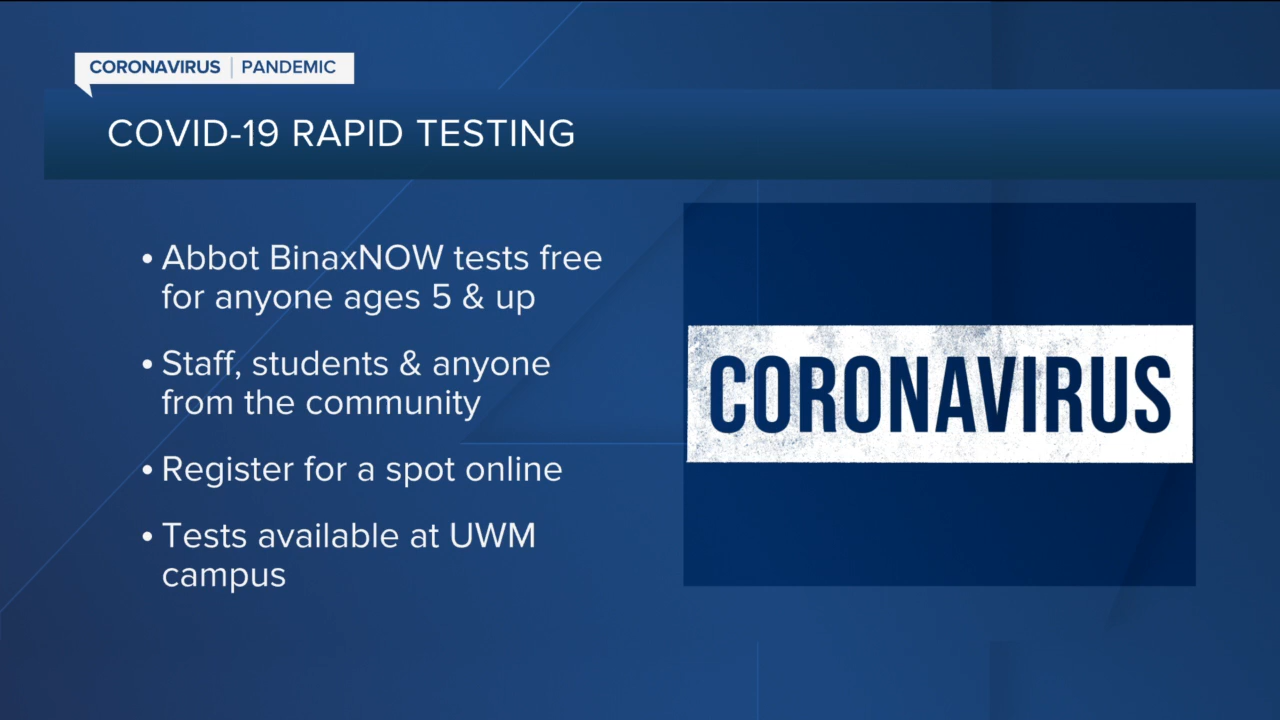 CORONAVIRUS | PANDEMIC
COVID-19 RAPID TESTING
• Abbot BinaxNOW tests free
for anyone ages 5 & up
• Staff, students & anyone
from the community
• Register for a spot online
• Tests available at UWM
campus
CORONAVIRUS